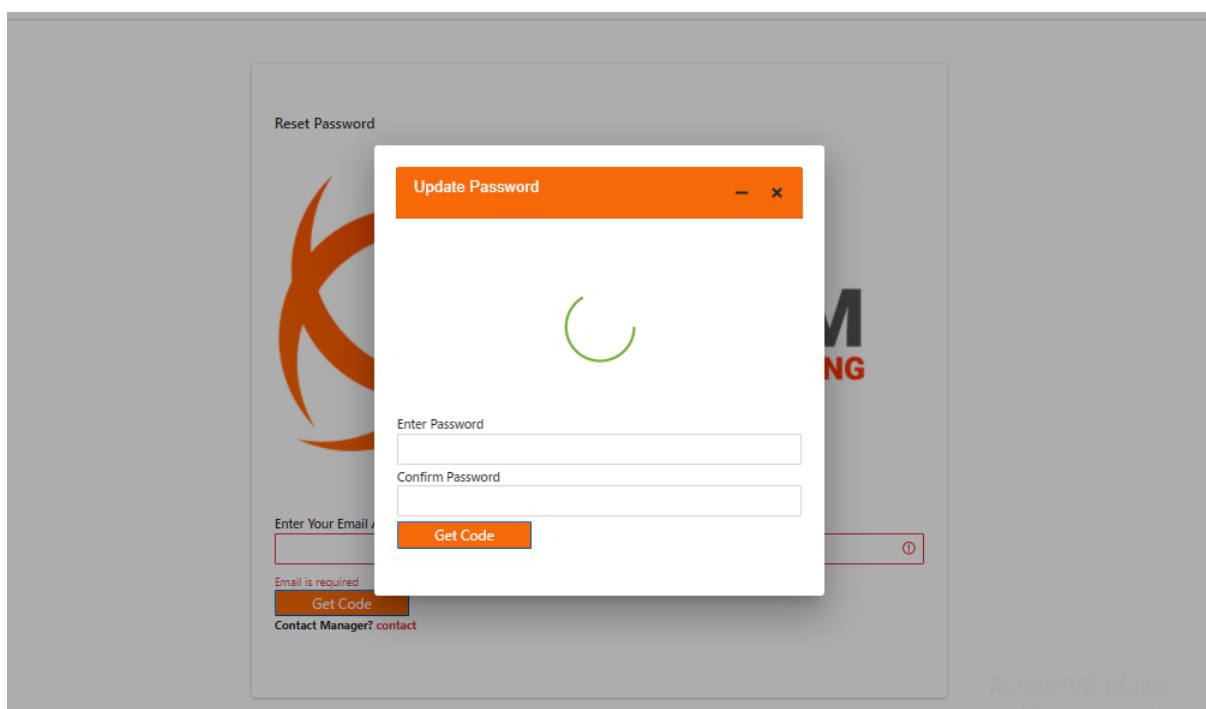 Reset Password
Update Password
M
NG
Enter Password
Confirm Password
Get Code
Enter Your Email
Email is required
Get Code
Contact Manager? contact
Activer Windows